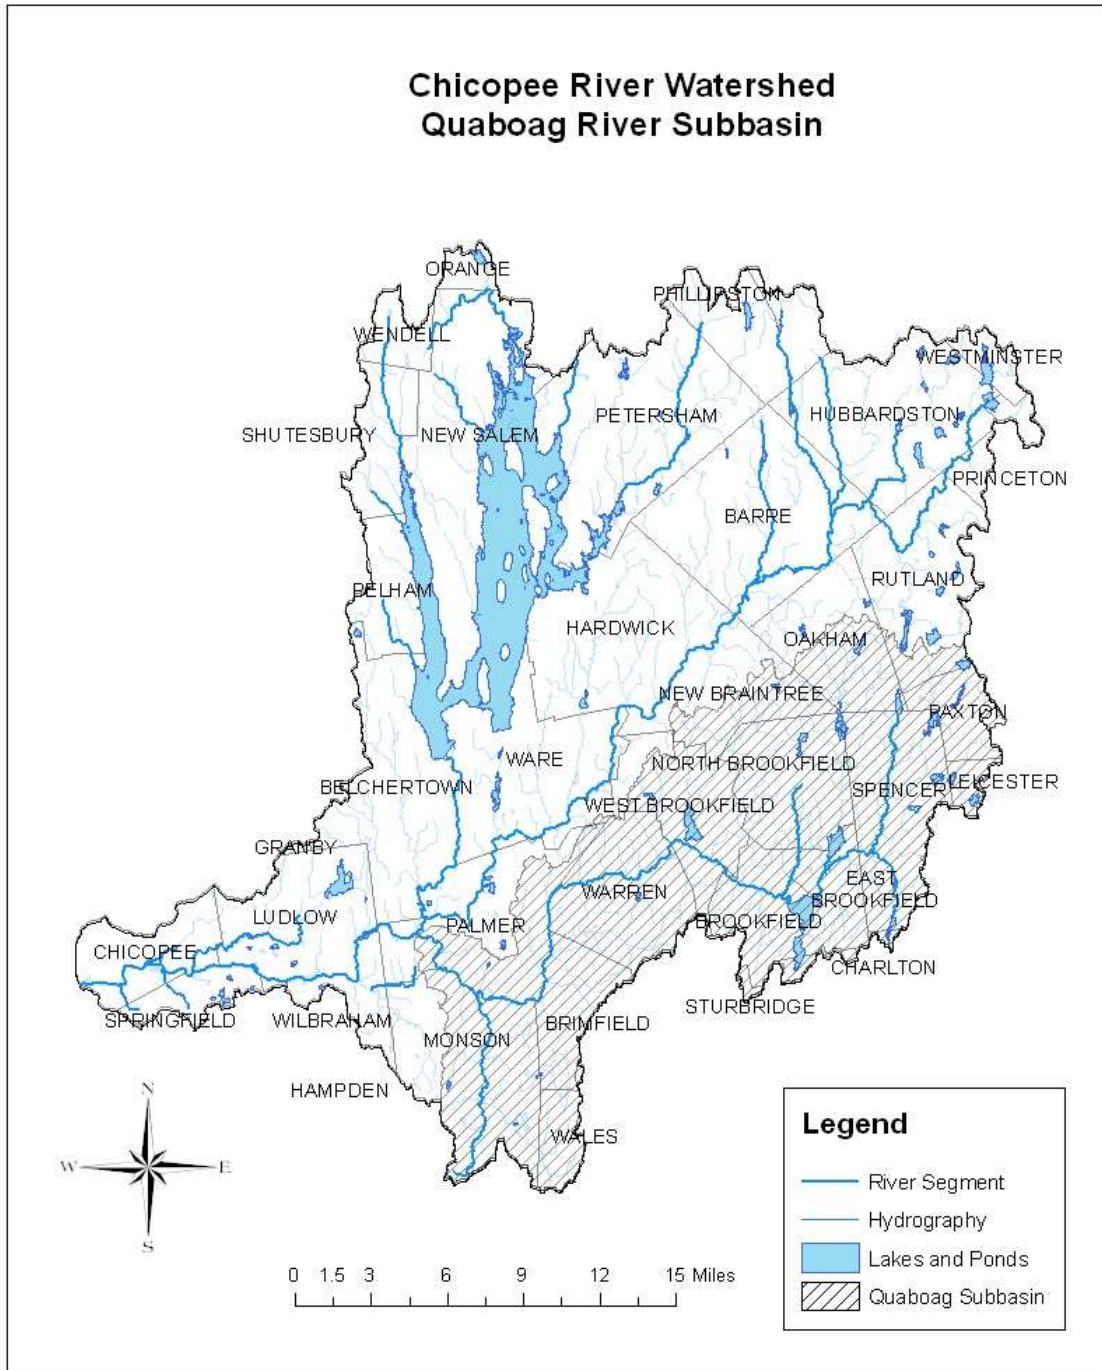 Chicopee River Watershed
Quaboag River Subbasin
ORANGE
PHILLIPSTON
WENDELL
WESTMINSTER
PETERSHAM
HUBBARDSTON
SHUTESBURY
NEW SALEM
PRINCETON
BARRE
RUTLAND
BELHAM
HARDWICK
OAKHAM
NEW BRAINTREE
PAXTON
WARE
NORTH BROOKFIELD
BELCHERTOWN
SPENCER
LEICESTER
WEST BROOKFIELD
GRANBY
EAST
BROOKFIELD
WARREN
LUDLOW
PALMER
BROOKFIELD
CHICOPEE
CHARLTON
STURBRIDGE
SPRINGFIELD
WILBRAHAM
BRIMFIELD
MONSON
HAMPDEN
WALES
N
W
E
S
0 1.5 3 6 9 12 15 Miles
Legend
River Segment
Hydrography
Lakes and Ponds
Quaboag Subbasin